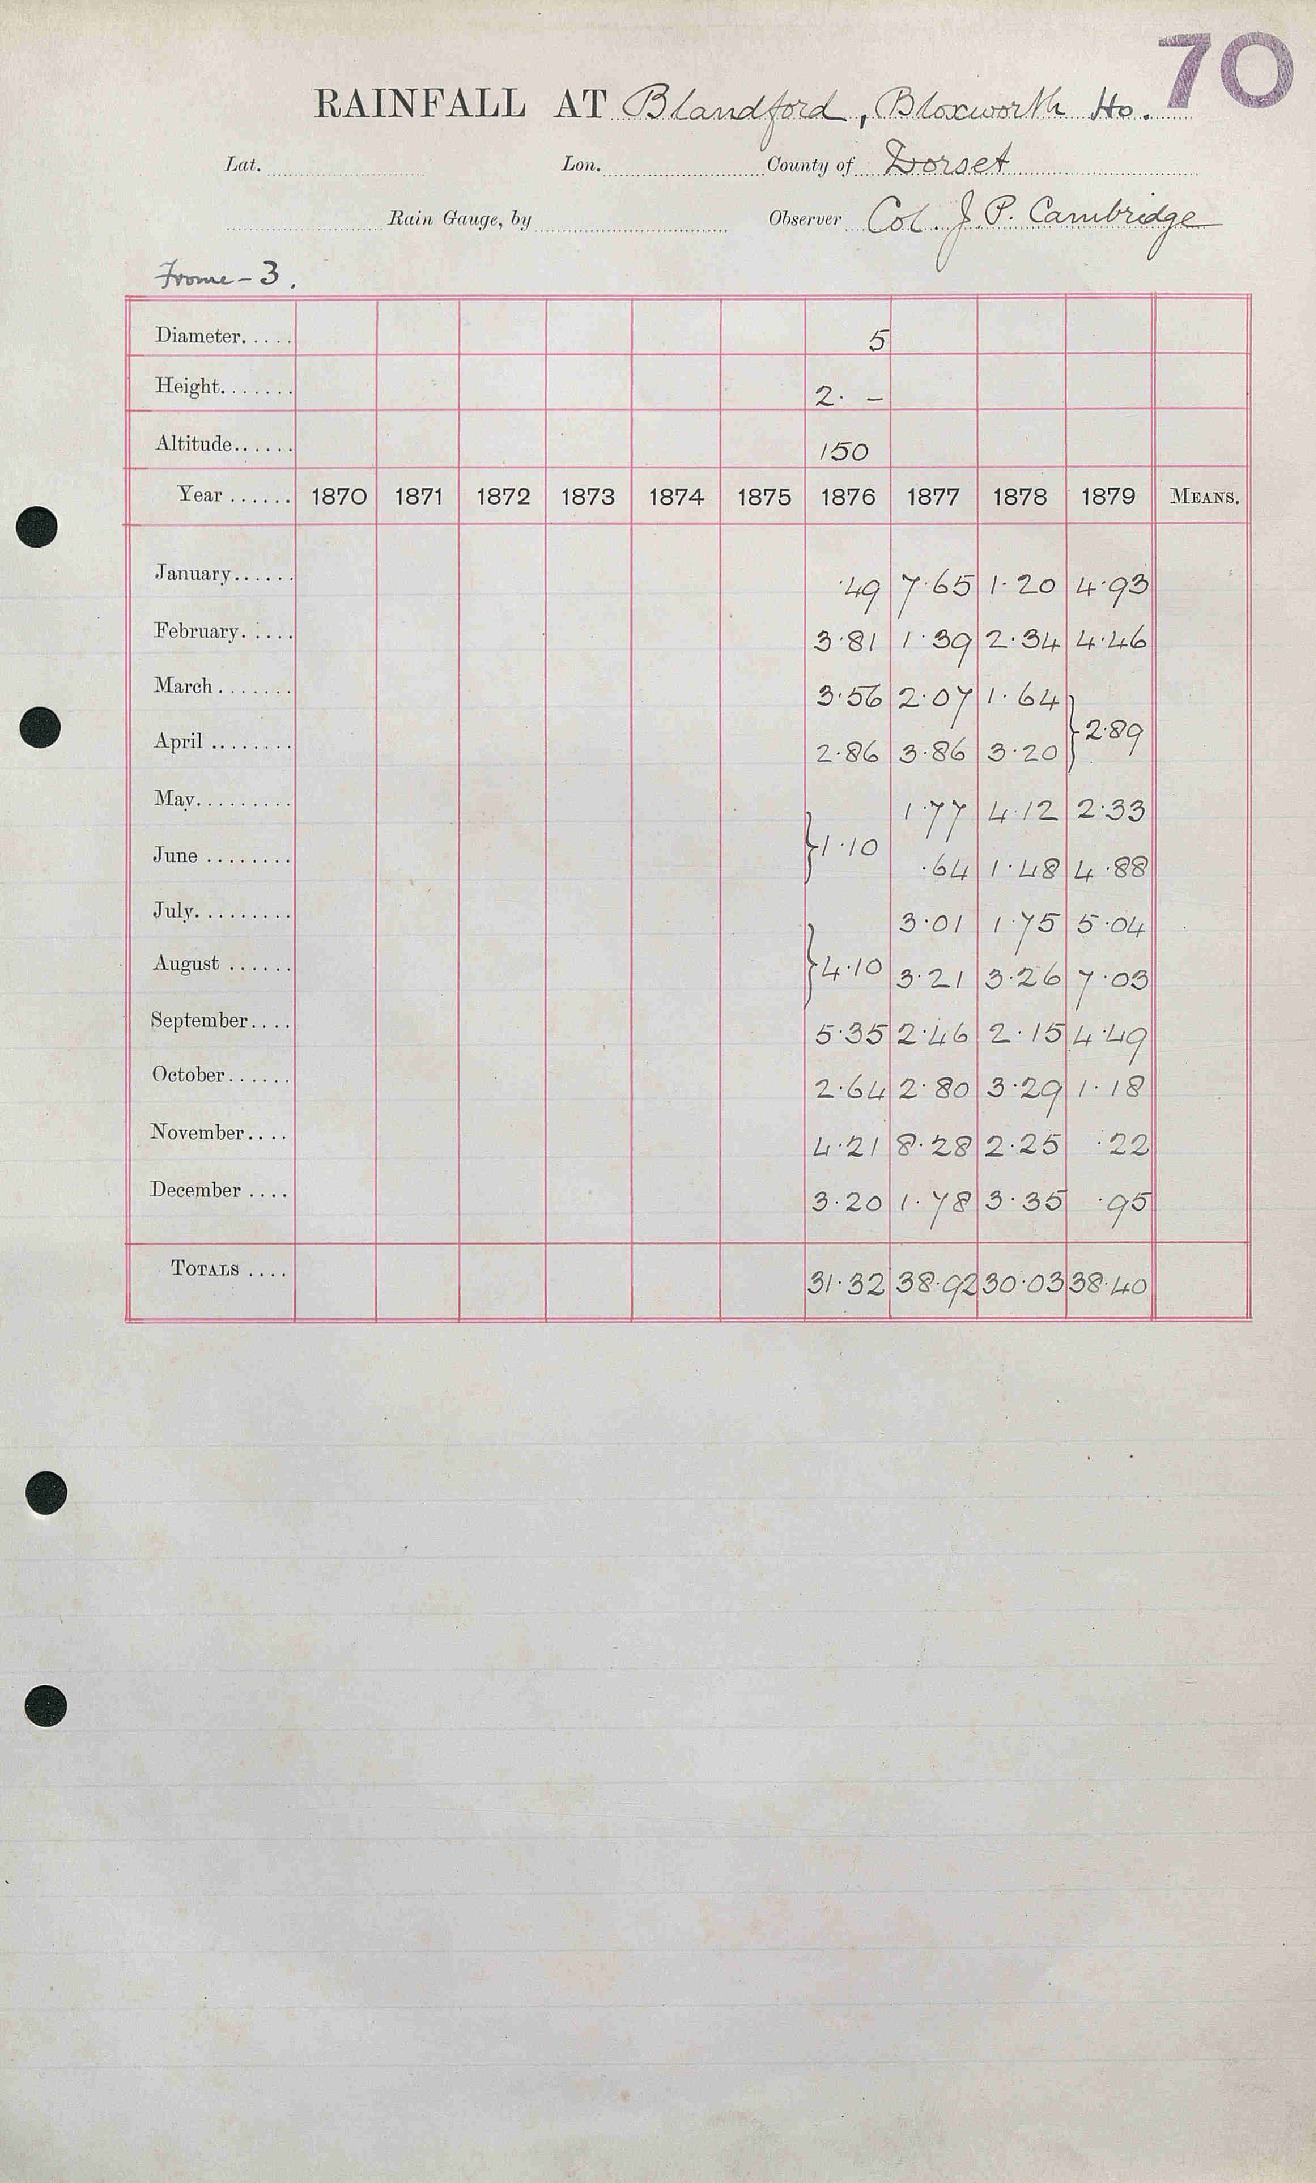 70
RAINFALL AT Blandford, Bloxworth Ho.
Lat. Lon. County of Dorset
Rain Gauge, by Observer Col. J. P. Cambridge
Frome - 3.
Diameter..... 5
Height....... 2. -
Altitude...... 150
Year ...... 1870 1871 1872 1873 1874 1875 1876 1877 1878 1879 MEANS.
January...... ·49 7·65 1·20 4·93
February..... 3·81 1·39 2·34 4·46
March ....... 3·56 2·07 1·64
} 2·89
April ........ 2·86 3·86 3·20
May......... 1·77 4·12 2·33
} 1·10
June ........ ·64 1·48 4·88
July......... 3·01 1·75 5·04
} 4·10
August ...... 3·21 3·26 7·03
September.... 5·35 2·46 2·15 4·49
October...... 2·64 2·80 3·29 1·18
November.... 4·21 8·28 2·25 ·22
December .... 3·20 1·78 3·35 ·95
TOTALS .... 31·32 38·92 30·03 38·40